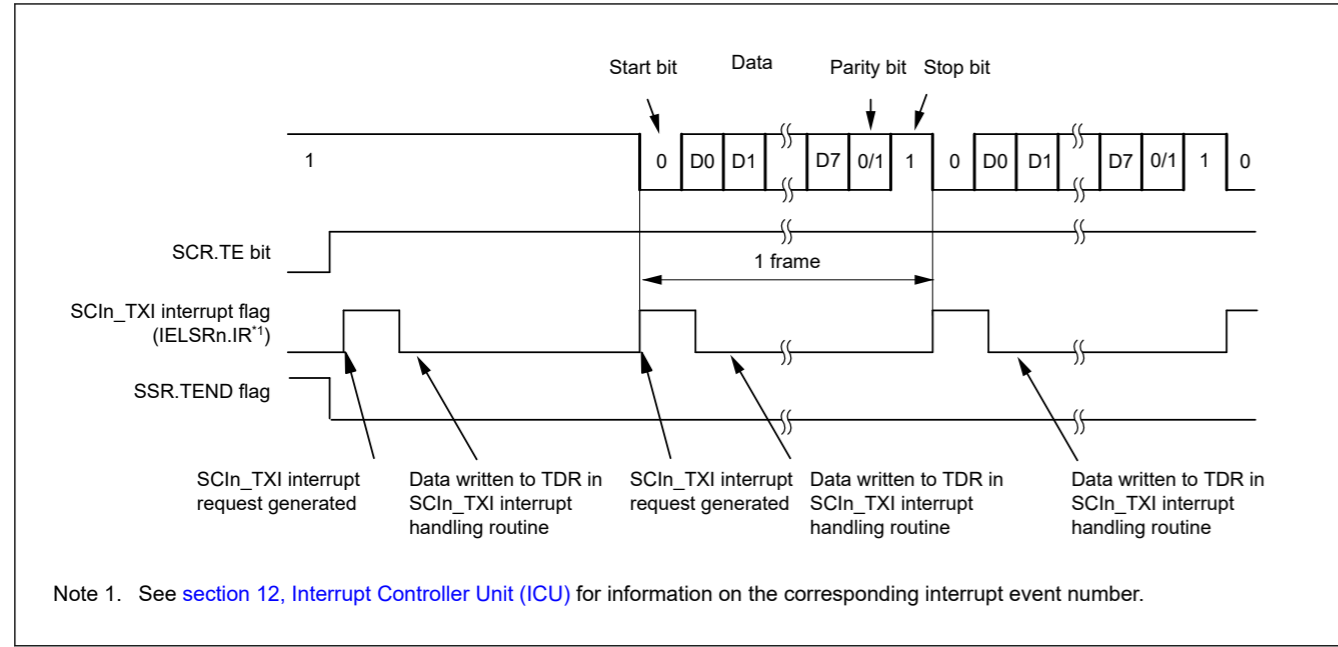 Start bit
Data
Parity bit
Stop bit
1
0
D0
D1
D7
0/1
1
0
D0
D1
D7
0/1
1
0
SCR.TE bit
1 frame
SCIn_TXI interrupt flag
(IELSRn.IR*1)
SSR.TEND flag
SCIn_TXI interrupt
request generated
Data written to TDR in
SCIn_TXI interrupt
handling routine
SCIn_TXI interrupt
request generated
Data written to TDR in
SCIn_TXI interrupt
handling routine
Data written to TDR in
SCIn_TXI interrupt
handling routine
Note 1. See section 12, Interrupt Controller Unit (ICU) for information on the corresponding interrupt event number.